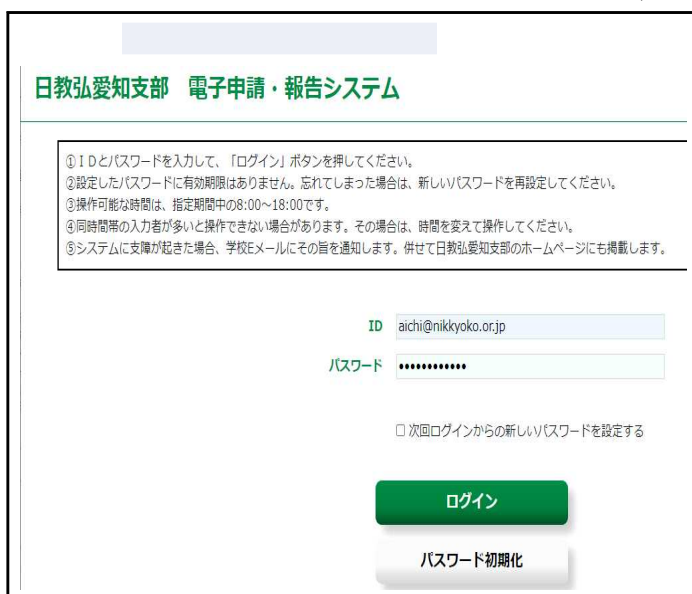 日教弘愛知支部　電子申請・報告システム
①ＩＤとパスワードを入力して、「ログイン」ボタンを押してください。
②設定したパスワードに有効期限はありません。忘れてしまった場合は、新しいパスワードを再設定してください。
③操作可能な時間は、指定期間中の8:00～18:00です。
④同時間帯の入力者が多いと操作できない場合があります。その場合は、時間を変えて操作してください。
⑤システムに支障が起きた場合、学校Eメールにその旨を通知します。併せて日教弘愛知支部のホームページにも掲載します。
ID aichi@nikkyoko.or.jp
パスワード ••••••••••••
次回ログインからの新しいパスワードを設定する
ログイン
パスワード初期化